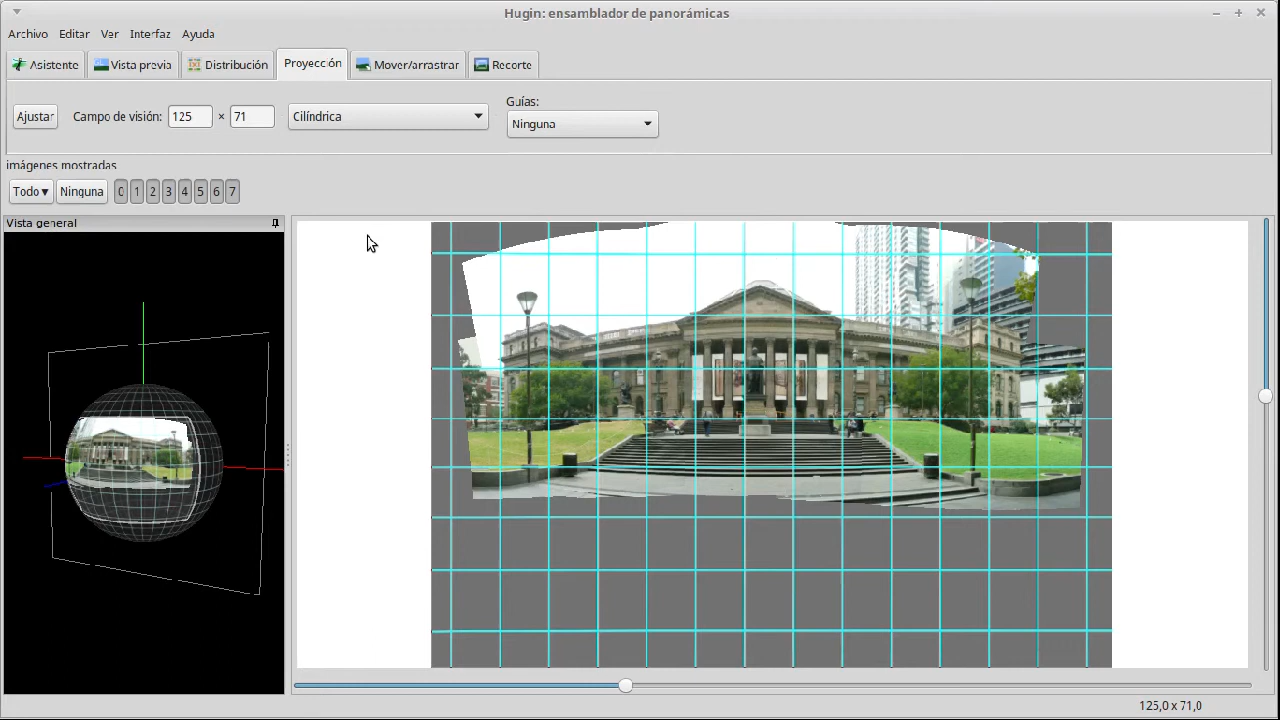 Hugin: ensamblador de panorámicas
Archivo Editar Ver Interfaz Ayuda
Asistente Vista previa Distribución Proyección Mover/arrastrar Recorte
Guías:
Ajustar Campo de visión: 125 × 71 Cilíndrica Ninguna
imágenes mostradas
Todo Ninguna 0 1 2 3 4 5 6 7
Vista general
125,0 x 71,0